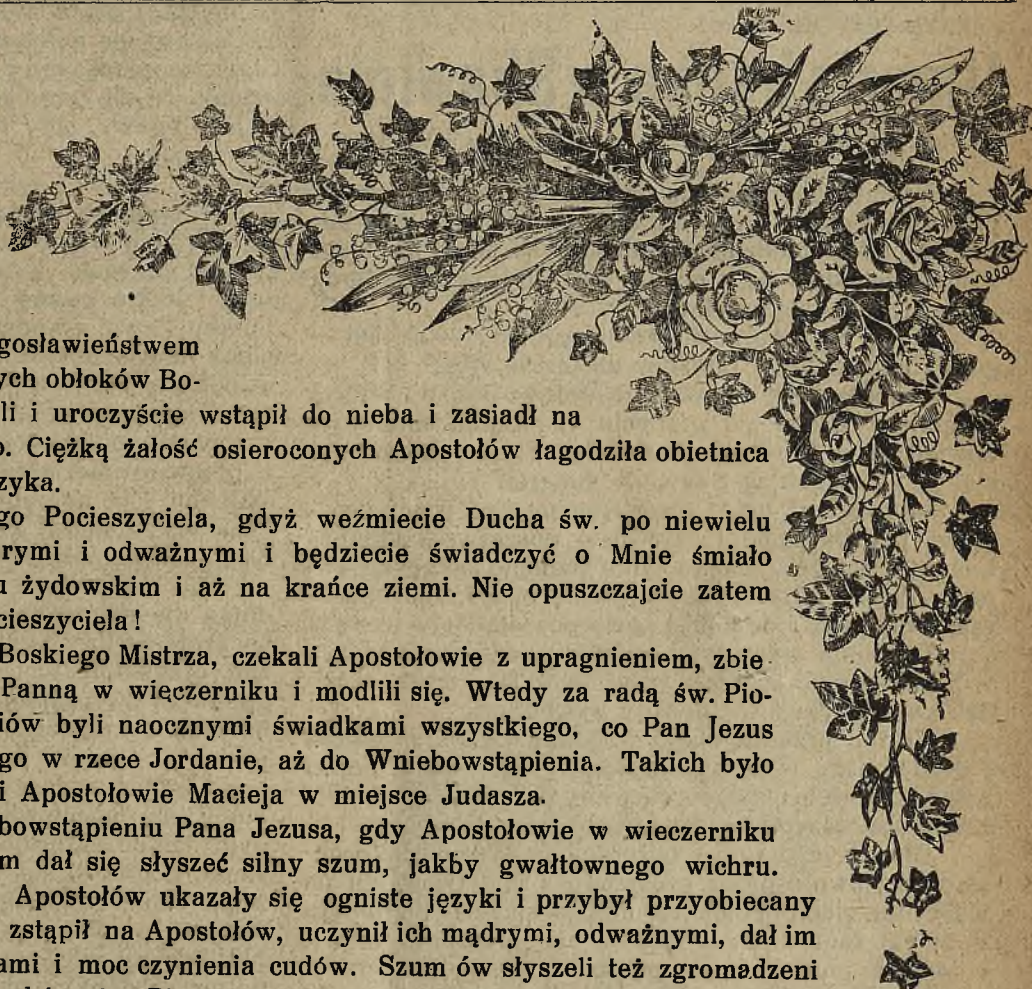 gosławieństwem
ych obłoków Bo-
li i uroczyście wstąpił do nieba i zasiadł na
o. Ciężką żałość osieroconych Apostołów łagodziła obietnica
zyka.
go Pocieszyciela, gdyż weźmiecie Ducha św. po niewielu
rymi i odważnymi i będziecie świadczyć o Mnie śmiało
u żydowskim i aż na krańce ziemi. Nie opuszczajcie zatem
cieszyciela!
Boskiego Mistrza, czekali Apostołowie z upragnieniem, zbie-
Panną w więczerniku i modlili się. Wtedy za radą św. Pio-
iów byli naocznymi świadkami wszystkiego, co Pan Jezus
go w rzece Jordanie, aż do Wniebowstąpienia. Takich było
i Apostołowie Macieja w miejsce Judasza.
bowstąpieniu Pana Jezusa, gdy Apostołowie w wieczerniku
m dał się słyszeć silny szum, jakby gwałtownego wichru.
Apostołów ukazały się ogniste języki i przybył przyobiecany
zstąpił na Apostołów, uczynił ich mądrymi, odważnymi, dał im
ami i moc czynienia cudów. Szum ów słyszeli też zgromadzeni